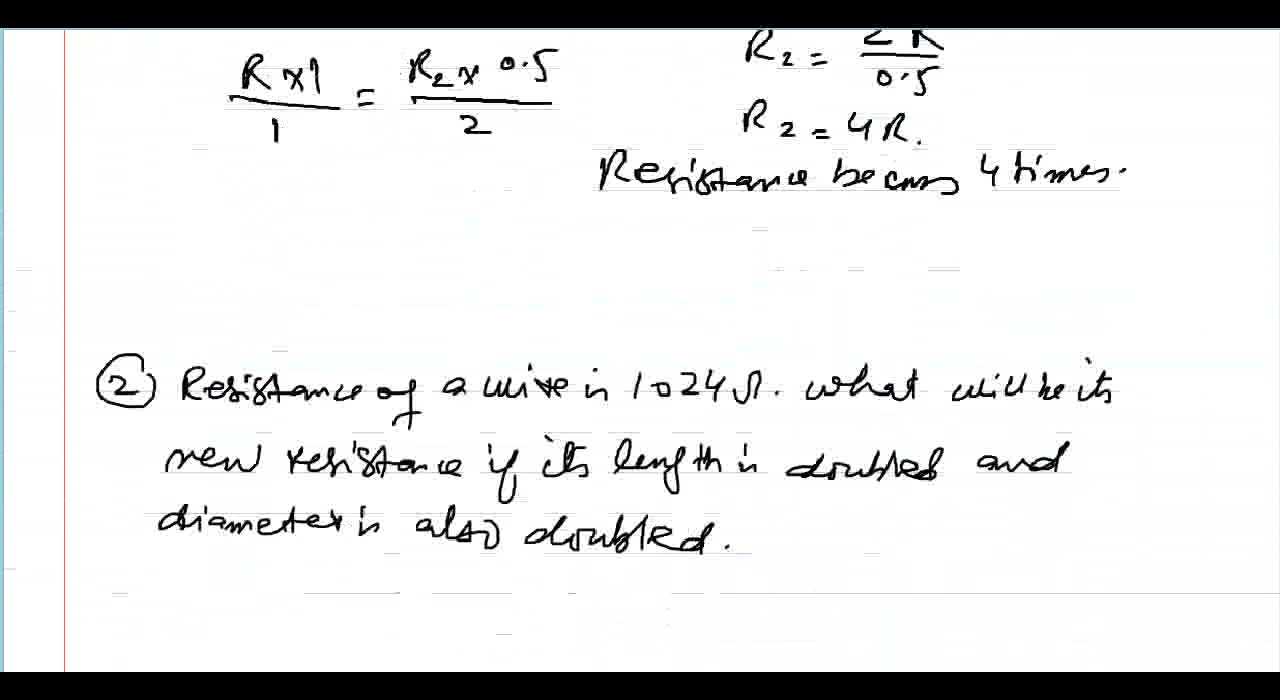 R × 1 / 1 = R₂ × 0.5 / 2
R₂ = 2R / 0.5
R₂ = 4R.
Resistance becoms 4 times.
② Resistance of a wire is 1024 Ω. what will be its
new resistance if its length is doubled and
diameter is also doubled.